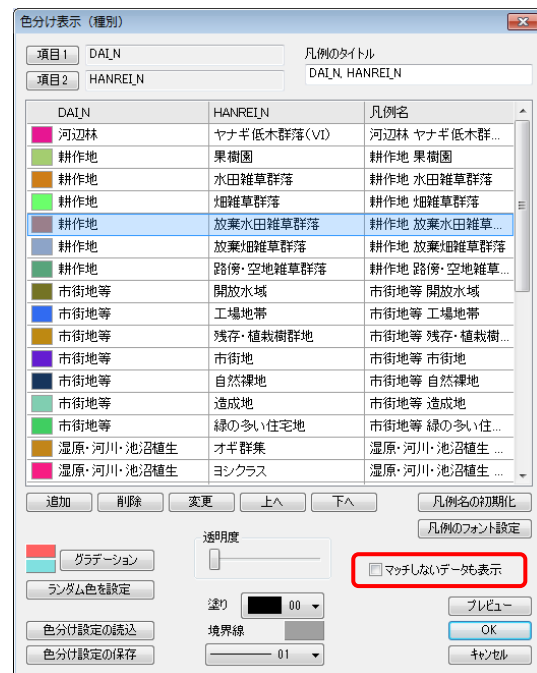 色分け表示（種別）
項目1 DAI_N 凡例のタイトル
項目2 HANREI_N DAI_N, HANREI_N
DAI_N HANREI_N 凡例名
河辺林 ヤナギ低木群落(VI) 河辺林 ヤナギ低木群...
耕作地 果樹園 耕作地 果樹園
耕作地 水田雑草群落 耕作地 水田雑草群落
耕作地 畑雑草群落 耕作地 畑雑草群落
耕作地 放棄水田雑草群落 耕作地 放棄水田雑草...
耕作地 放棄畑雑草群落 耕作地 放棄畑雑草群落
耕作地 路傍・空地雑草群落 耕作地 路傍・空地雑草...
市街地等 開放水域 市街地等 開放水域
市街地等 工場地帯 市街地等 工場地帯
市街地等 残存・植栽樹群地 市街地等 残存・植栽樹...
市街地等 市街地 市街地等 市街地
市街地等 自然裸地 市街地等 自然裸地
市街地等 造成地 市街地等 造成地
市街地等 緑の多い住宅地 市街地等 緑の多い住...
湿原・河川・池沼植生 オギ群集 湿原・河川・池沼植生 ...
湿原・河川・池沼植生 ヨシクラス 湿原・河川・池沼植生 ...
追加 削除 変更 上へ 下へ 凡例名の初期化
凡例のフォント設定
透明度
グラデーション マッチしないデータも表示
ランダム色を設定
塗り 00 プレビュー
色分け設定の読込 境界線 OK
色分け設定の保存 01 キャンセル